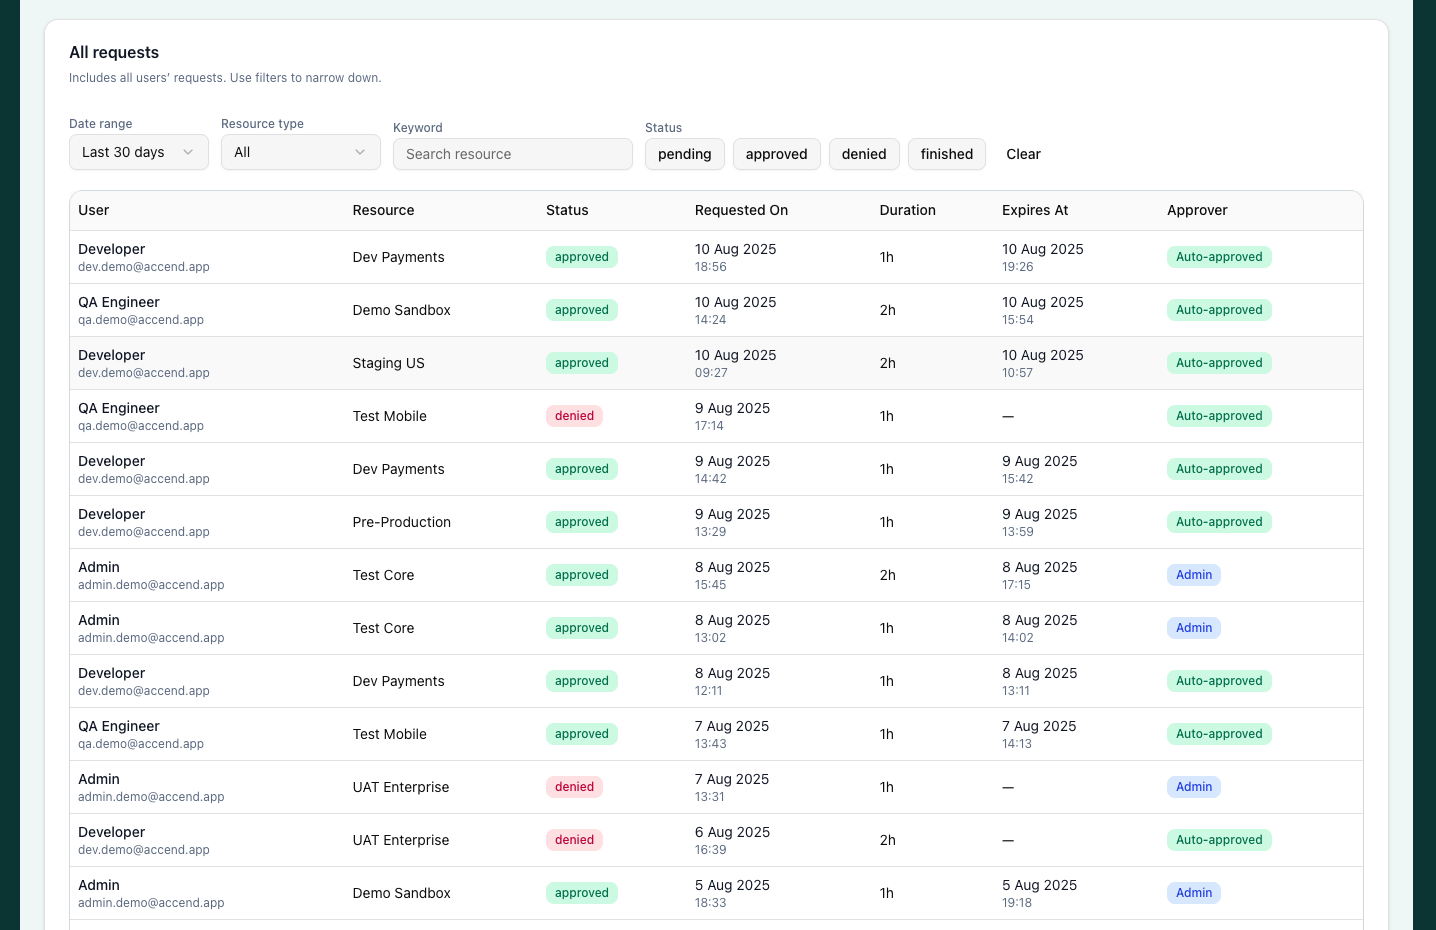 All requests
Includes all users' requests. Use filters to narrow down.
Date range Resource type Keyword Status
Last 30 days All Search resource pending approved denied finished Clear
User Resource Status Requested On Duration Expires At Approver
Developer 10 Aug 2025 10 Aug 2025
Dev Payments approved 1h Auto-approved
dev.demo@accend.app 18:56 19:26
QA Engineer 10 Aug 2025 10 Aug 2025
Demo Sandbox approved 2h Auto-approved
qa.demo@accend.app 14:24 15:54
Developer 10 Aug 2025 10 Aug 2025
Staging US approved 2h Auto-approved
dev.demo@accend.app 09:27 10:57
QA Engineer 9 Aug 2025
Test Mobile denied 1h — Auto-approved
qa.demo@accend.app 17:14
Developer 9 Aug 2025 9 Aug 2025
Dev Payments approved 1h Auto-approved
dev.demo@accend.app 14:42 15:42
Developer 9 Aug 2025 9 Aug 2025
Pre-Production approved 1h Auto-approved
dev.demo@accend.app 13:29 13:59
Admin 8 Aug 2025 8 Aug 2025
Test Core approved 2h Admin
admin.demo@accend.app 15:45 17:15
Admin 8 Aug 2025 8 Aug 2025
Test Core approved 1h Admin
admin.demo@accend.app 13:02 14:02
Developer 8 Aug 2025 8 Aug 2025
Dev Payments approved 1h Auto-approved
dev.demo@accend.app 12:11 13:11
QA Engineer 7 Aug 2025 7 Aug 2025
Test Mobile approved 1h Auto-approved
qa.demo@accend.app 13:43 14:13
Admin 7 Aug 2025
UAT Enterprise denied 1h — Admin
admin.demo@accend.app 13:31
Developer 6 Aug 2025
UAT Enterprise denied 2h — Auto-approved
dev.demo@accend.app 16:39
Admin 5 Aug 2025 5 Aug 2025
Demo Sandbox approved 1h Admin
admin.demo@accend.app 18:33 19:18